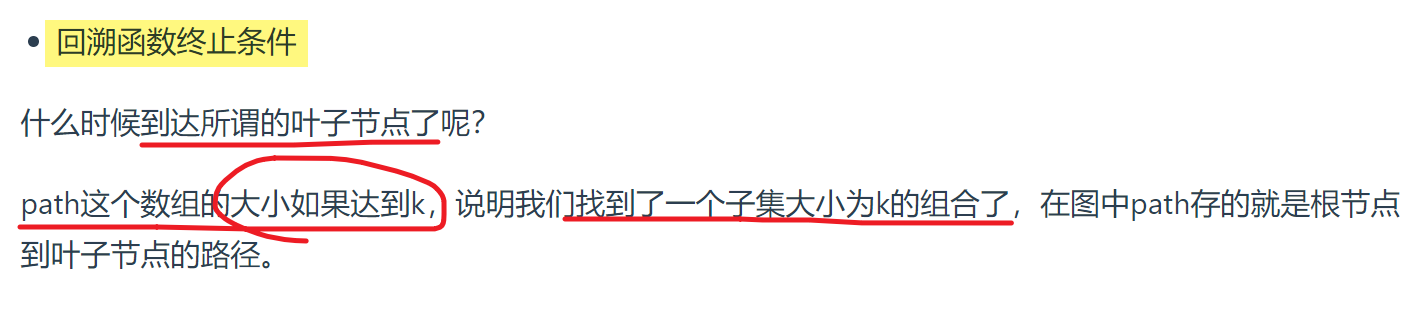 回溯函数终止条件
什么时候到达所谓的叶子节点了呢？
path这个数组的大小如果达到k，说明我们找到了一个子集大小为k的组合了，在图中path存的就是根节点
到叶子节点的路径。